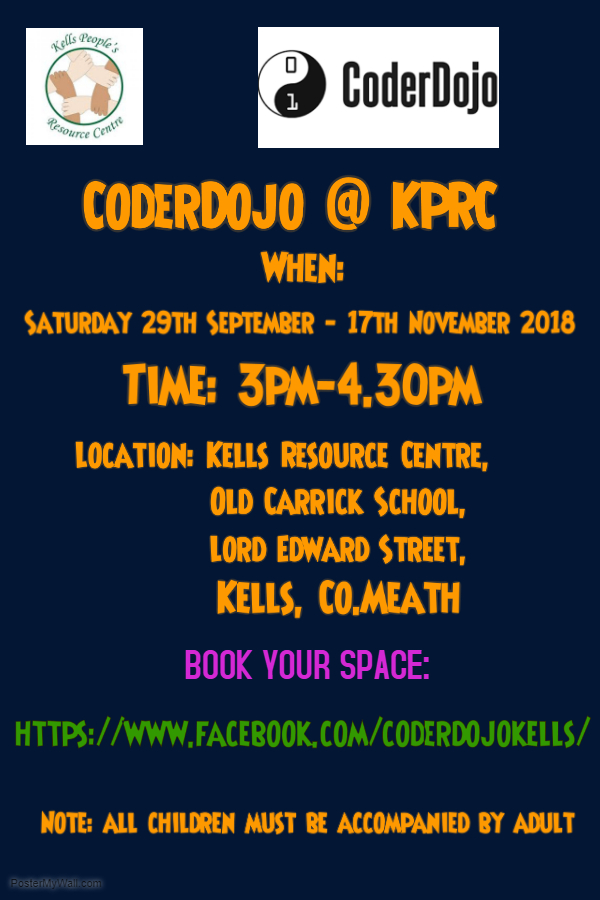 Kells People's
Resource Centre
0
1
CoderDojo
CODERDOJO @ KPRC
WHEN:
SATURDAY 29TH SEPTEMBER - 17TH NOVEMBER 2018
TIME: 3PM-4.30PM
LOCATION: KELLS RESOURCE CENTRE,
OLD CARRICK SCHOOL,
LORD EDWARD STREET,
KELLS, CO.MEATH
BOOK YOUR SPACE:
HTTPS://WWW.FACEBOOK.COM/CODERDOJOKELLS/
NOTE: ALL CHILDREN MUST BE ACCOMPANIED BY ADULT
PosterMyWall.com